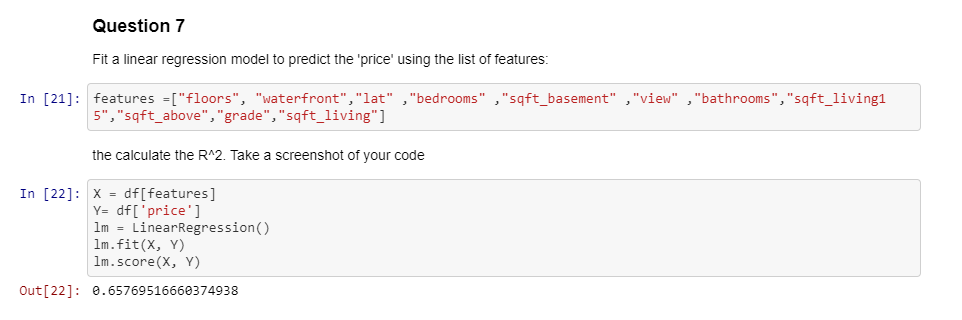 Question 7
Fit a linear regression model to predict the 'price' using the list of features:
In [21]: features =["floors", "waterfront","lat" ,"bedrooms" ,"sqft_basement" ,"view" ,"bathrooms","sqft_living1
5","sqft_above","grade","sqft_living"]
the calculate the R^2. Take a screenshot of your code
In [22]: X = df[features]
Y= df['price']
lm = LinearRegression()
lm.fit(X, Y)
lm.score(X, Y)
Out[22]: 0.65769516660374938